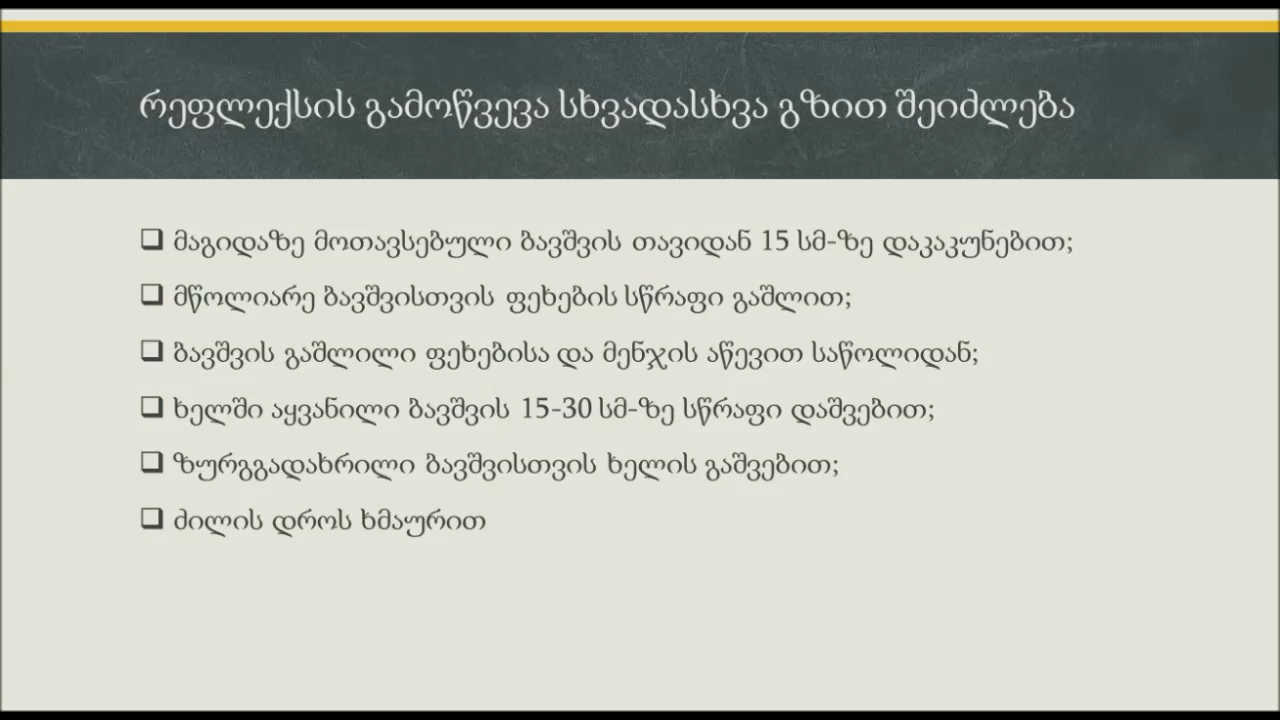 რეფლექსის გამოწვევა სხვადასხვა გზით შეიძლება
❑ მაგიდაზე მოთავსებული ბავშვის თავიდან 15 სმ-ზე დაკაკუნებით;
❑ მწოლიარე ბავშვისთვის ფეხების სწრაფი გაშლით;
❑ ბავშვის გაშლილი ფეხებისა და მენჯის აწევით საწოლიდან;
❑ ხელში აყვანილი ბავშვის 15-30 სმ-ზე სწრაფი დაშვებით;
❑ ზურგგადახრილი ბავშვისთვის ხელის გაშვებით;
❑ ძილის დროს ხმაურით